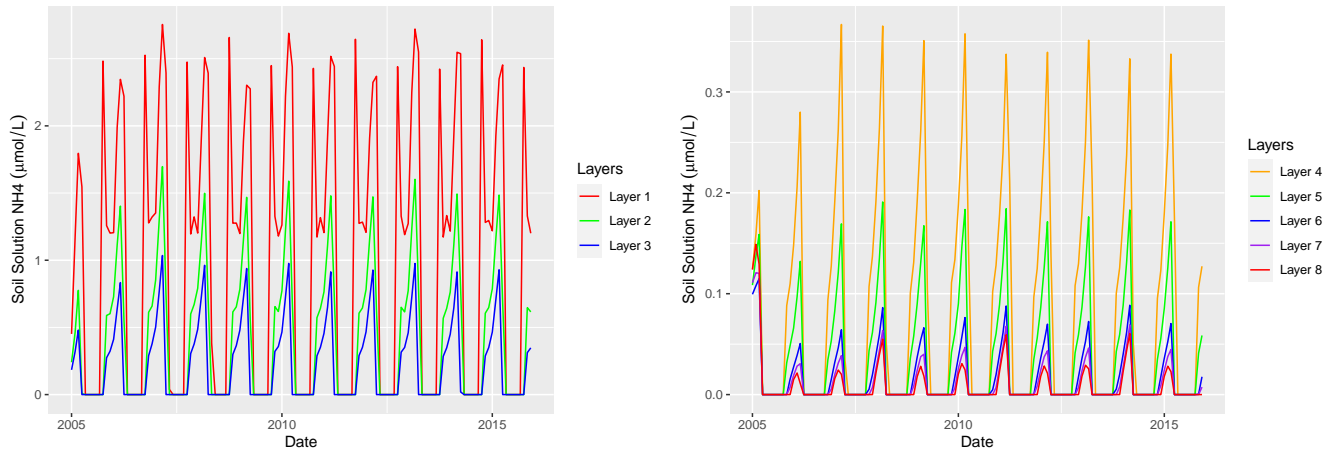 Soil Solution NH4 (μmol/L)
2
1
0
2005
2010
2015
Date
Layers
Layer 1
Layer 2
Layer 3
Soil Solution NH4 (μmol/L)
0.3
0.2
0.1
0.0
2005
2010
2015
Date
Layers
Layer 4
Layer 5
Layer 6
Layer 7
Layer 8